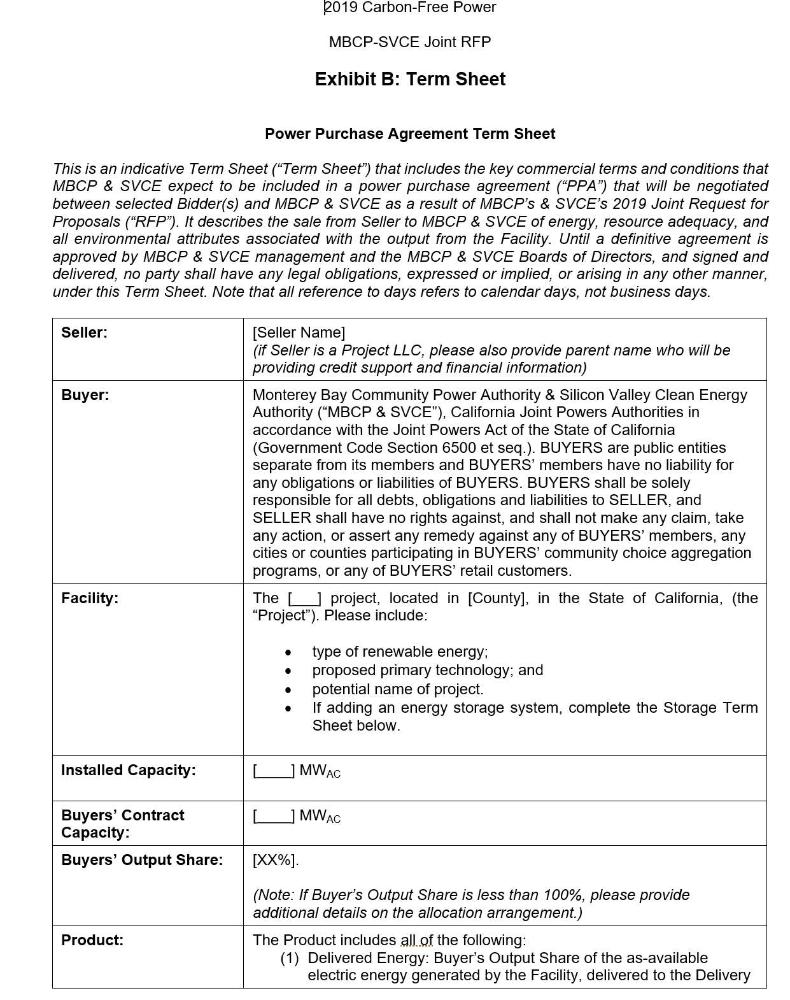 2019 Carbon-Free Power
MBCP-SVCE Joint RFP
Exhibit B: Term Sheet
Power Purchase Agreement Term Sheet
This is an indicative Term Sheet (“Term Sheet”) that includes the key commercial terms and conditions that
MBCP & SVCE expect to be included in a power purchase agreement (“PPA”) that will be negotiated
between selected Bidder(s) and MBCP & SVCE as a result of MBCP’s & SVCE’s 2019 Joint Request for
Proposals (“RFP”). It describes the sale from Seller to MBCP & SVCE of energy, resource adequacy, and
all environmental attributes associated with the output from the Facility. Until a definitive agreement is
approved by MBCP & SVCE management and the MBCP & SVCE Boards of Directors, and signed and
delivered, no party shall have any legal obligations, expressed or implied, or arising in any other manner,
under this Term Sheet. Note that all reference to days refers to calendar days, not business days.
Seller:
[Seller Name]
(if Seller is a Project LLC, please also provide parent name who will be
providing credit support and financial information)
Buyer:
Monterey Bay Community Power Authority & Silicon Valley Clean Energy
Authority (“MBCP & SVCE”), California Joint Powers Authorities in
accordance with the Joint Powers Act of the State of California
(Government Code Section 6500 et seq.). BUYERS are public entities
separate from its members and BUYERS’ members have no liability for
any obligations or liabilities of BUYERS. BUYERS shall be solely
responsible for all debts, obligations and liabilities to SELLER, and
SELLER shall have no rights against, and shall not make any claim, take
any action, or assert any remedy against any of BUYERS’ members, any
cities or counties participating in BUYERS’ community choice aggregation
programs, or any of BUYERS’ retail customers.
Facility:
The [___] project, located in [County], in the State of California, (the
“Project”). Please include:
• type of renewable energy;
• proposed primary technology; and
• potential name of project.
• If adding an energy storage system, complete the Storage Term
Sheet below.
Installed Capacity:
[____] MWAC
Buyers’ Contract
Capacity:
[____] MWAC
Buyers’ Output Share:
[XX%].
(Note: If Buyer’s Output Share is less than 100%, please provide
additional details on the allocation arrangement.)
Product:
The Product includes all of the following:
(1) Delivered Energy: Buyer’s Output Share of the as-available
electric energy generated by the Facility, delivered to the Delivery